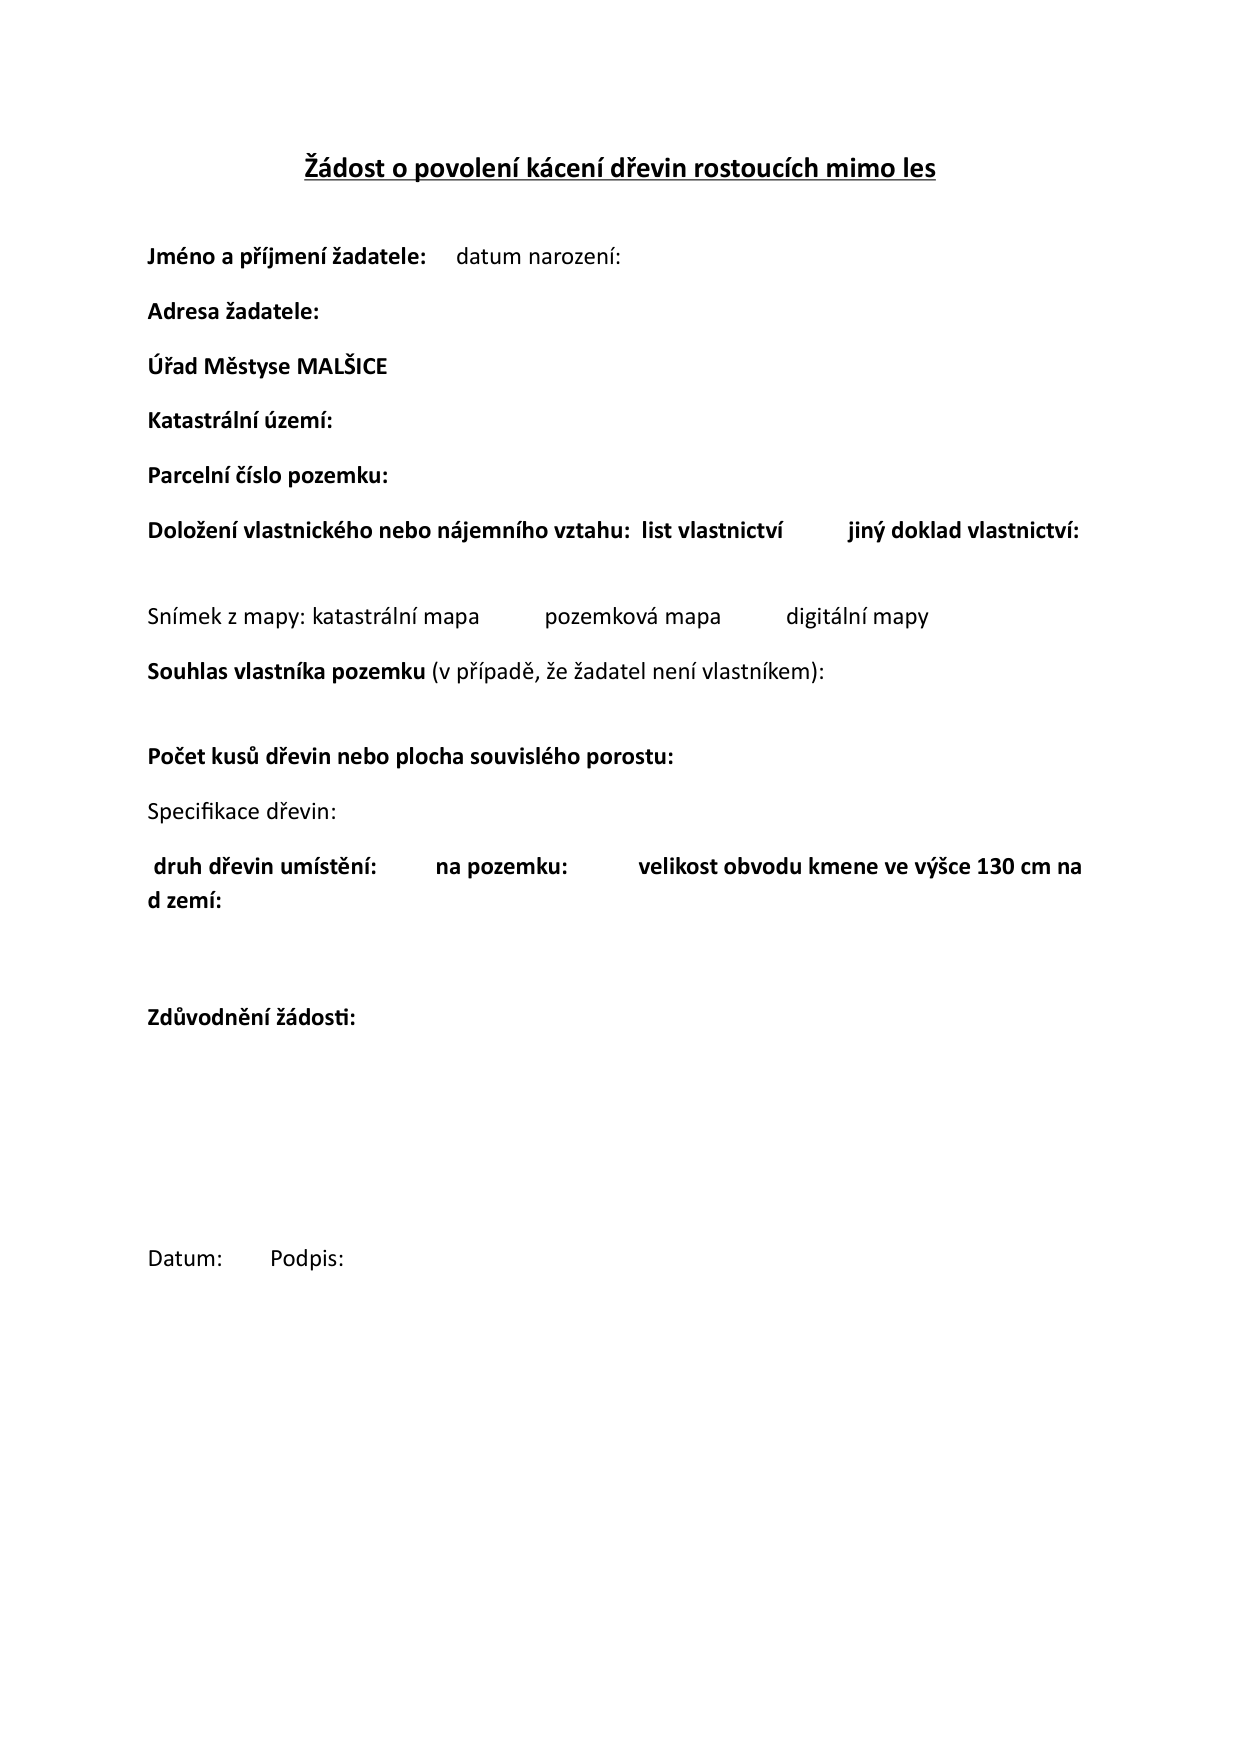 Žádost o povolení kácení dřevin rostoucích mimo les
Jméno a příjmení žadatele: datum narození:
Adresa žadatele:
Úřad Městyse MALŠICE
Katastrální území:
Parcelní číslo pozemku:
Doložení vlastnického nebo nájemního vztahu: list vlastnictví jiný doklad vlastnictví:
Snímek z mapy: katastrální mapa pozemková mapa digitální mapy
Souhlas vlastníka pozemku (v případě, že žadatel není vlastníkem):
Počet kusů dřevin nebo plocha souvislého porostu:
Specifikace dřevin:
druh dřevin umístění: na pozemku: velikost obvodu kmene ve výšce 130 cm na
d zemí:
Zdůvodnění žádosti:
Datum: Podpis: